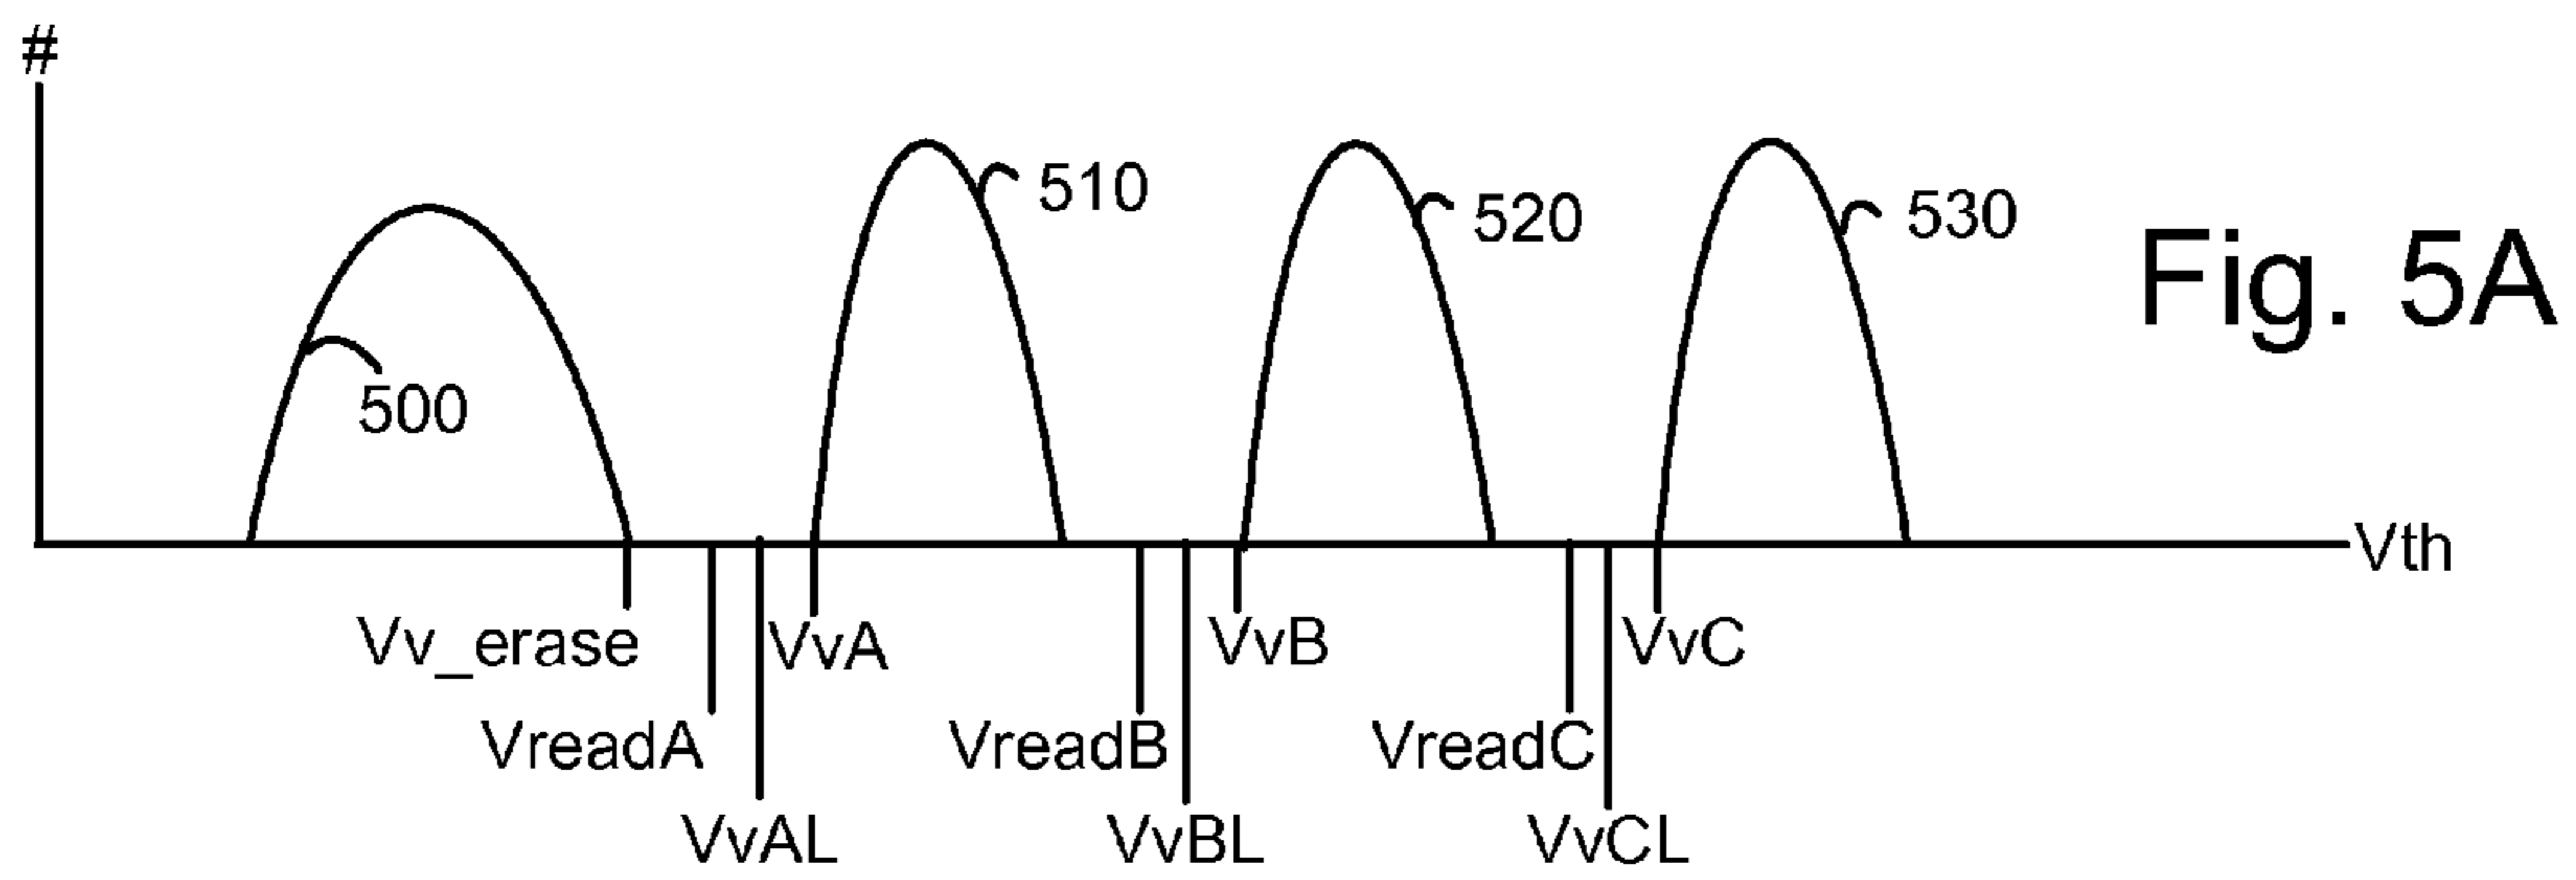 #
510
520
530
Fig. 5A
500
Vth
Vv_erase
VvA
VvB
VvC
VreadA
VreadB
VreadC
VvAL
VvBL
VvCL